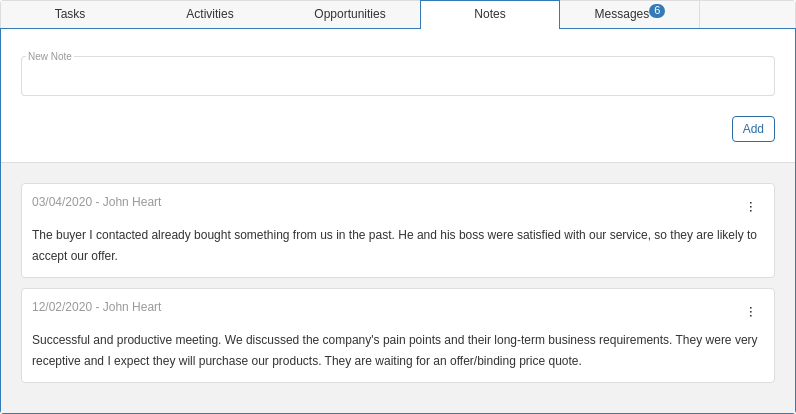 Tasks Activities Opportunities Notes Messages 6
New Note
Add
03/04/2020 - John Heart
The buyer I contacted already bought something from us in the past. He and his boss were satisfied with our service, so they are likely to
accept our offer.
12/02/2020 - John Heart
Successful and productive meeting. We discussed the company's pain points and their long-term business requirements. They were very
receptive and I expect they will purchase our products. They are waiting for an offer/binding price quote.